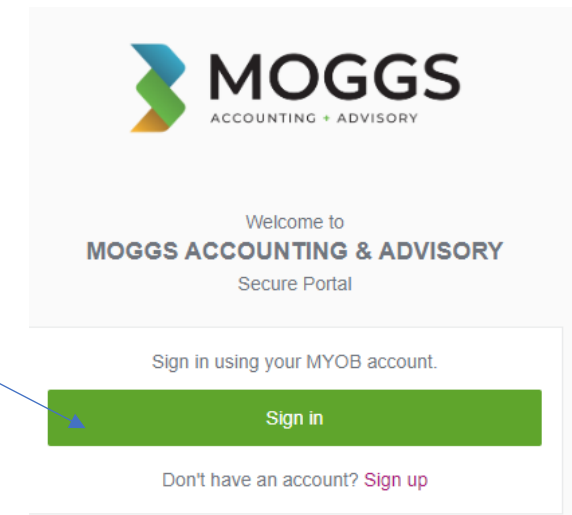 MOGGS
ACCOUNTING + ADVISORY
Welcome to
MOGGS ACCOUNTING & ADVISORY
Secure Portal
Sign in using your MYOB account.
Sign in
Don't have an account? Sign up